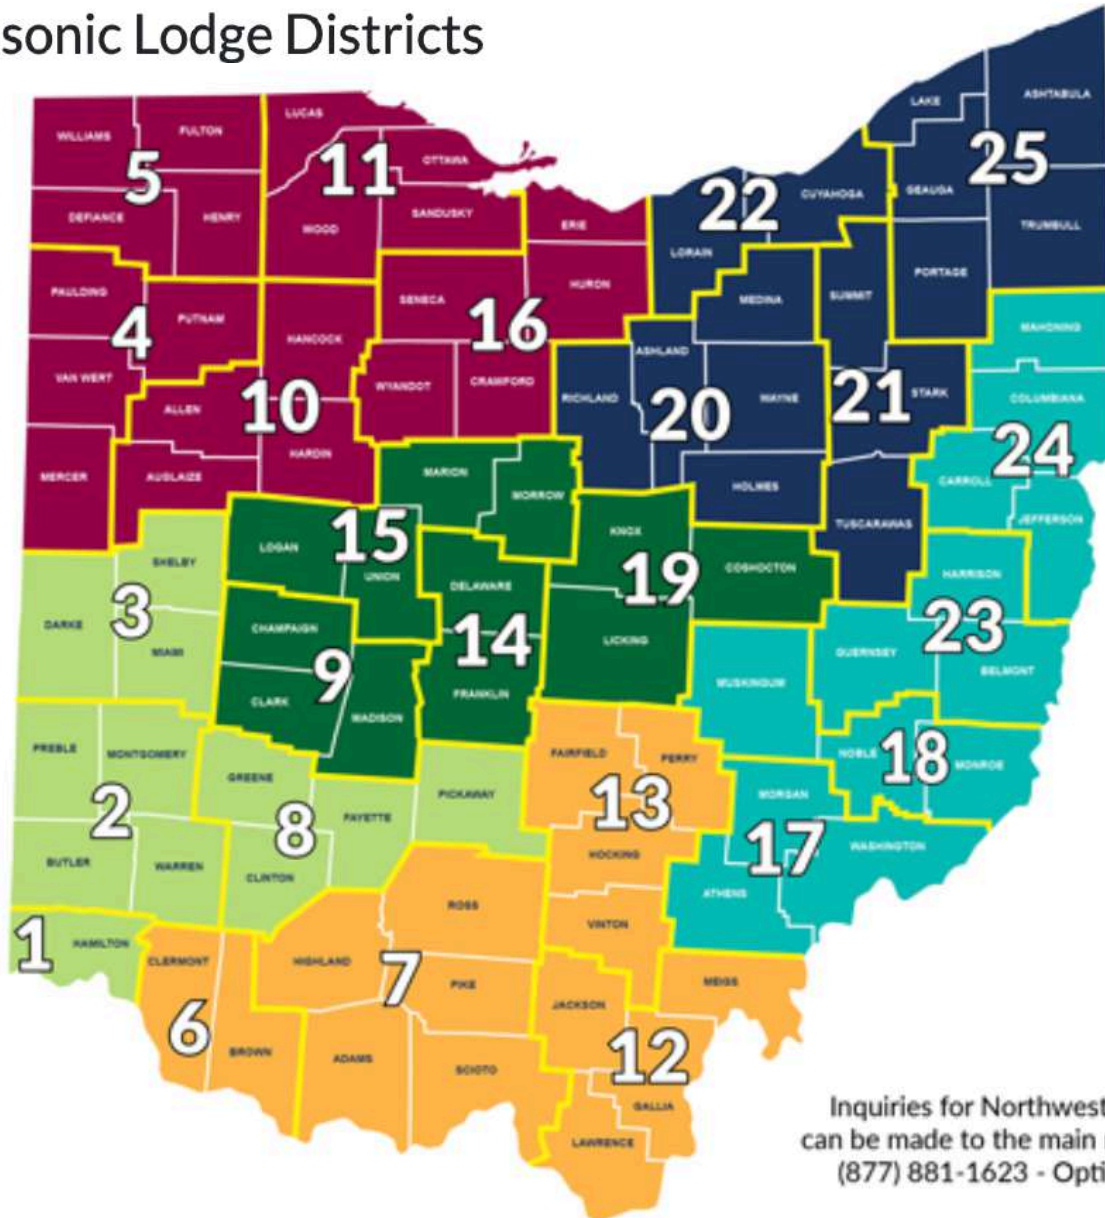 sonic Lodge Districts
LAKE
ASHTABULA
WILLIAMS
FULTON
LUCAS
OTTAWA
5
11
22
25
CUYAHOGA
GEAUGA
DEFIANCE
HENRY
WOOD
SANDUSKY
ERIE
LORAIN
TRUMBULL
PAULDING
PUTNAM
HANCOCK
SENECA
HURON
MEDINA
SUMMIT
PORTAGE
4
16
MAHONING
VAN WERT
ALLEN
10
WYANDOT
CRAWFORD
ASHLAND
RICHLAND
20
WAYNE
21
STARK
COLUMBIANA
24
MERCER
AUGLAIZE
HARDIN
MARION
MORROW
HOLMES
CARROLL
JEFFERSON
TUSCARAWAS
SHELBY
LOGAN
15
UNION
DELAWARE
KNOX
19
COSHOCTON
HARRISON
3
DARKE
MIAMI
CHAMPAIGN
9
14
LICKING
23
GUERNSEY
BELMONT
CLARK
MADISON
FRANKLIN
MUSKINGUM
PREBLE
MONTGOMERY
GREENE
PICKAWAY
FAIRFIELD
PERRY
NOBLE
18
MONROE
2
8
FAYETTE
13
MORGAN
17
WASHINGTON
BUTLER
WARREN
CLINTON
HOCKING
ATHENS
1
HAMILTON
CLERMONT
HIGHLAND
ROSS
VINTON
7
PIKE
JACKSON
MEIGS
6
BROWN
ADAMS
SCIOTO
12
GALLIA
LAWRENCE
Inquiries for Northwest
can be made to the main
(877) 881-1623 - Opti